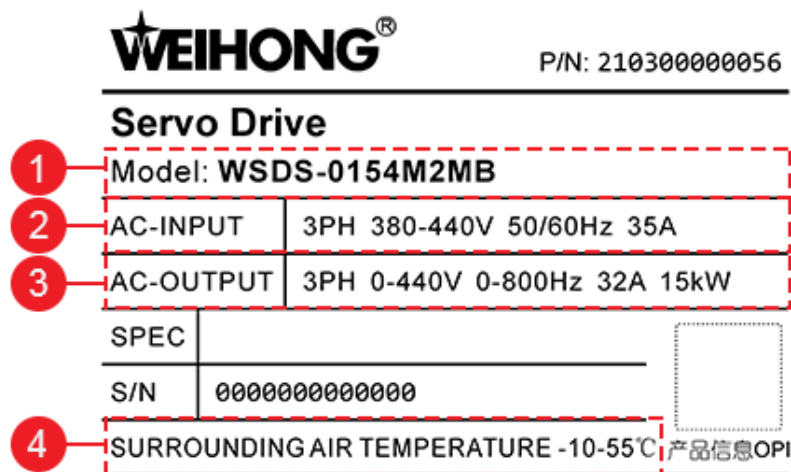 WEIHONG®
P/N: 210300000056
Servo Drive
1 Model: WSDS-0154M2MB
2 AC-INPUT 3PH 380-440V 50/60Hz 35A
3 AC-OUTPUT 3PH 0-440V 0-800Hz 32A 15kW
SPEC
S/N 0000000000000
4 SURROUNDING AIR TEMPERATURE -10-55℃ 产品信息OPI